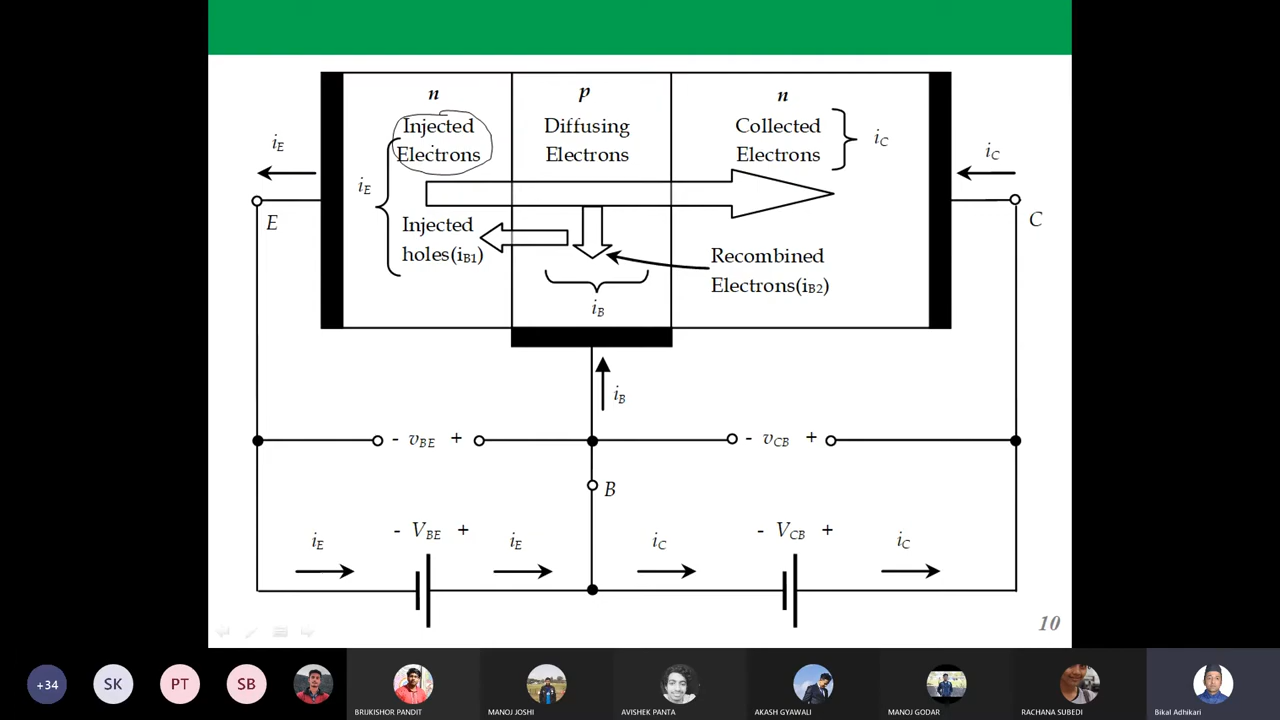 n
p
n
Injected
Electrons
Diffusing
Electrons
Collected
Electrons
iC
iE
iC
iE
E
C
Injected
holes(iB1)
Recombined
Electrons(iB2)
iB
iB
- vBE +
- vCB +
B
- VBE +
- VCB +
iE
iE
iC
iC
10
+34
SK
PT
SB
BRIJKISHOR PANDIT
MANOJ JOSHI
AVISHEK PANTA
AKASH GYAWALI
MANOJ GODAR
RACHANA SUBEDI
Bikal Adhikari